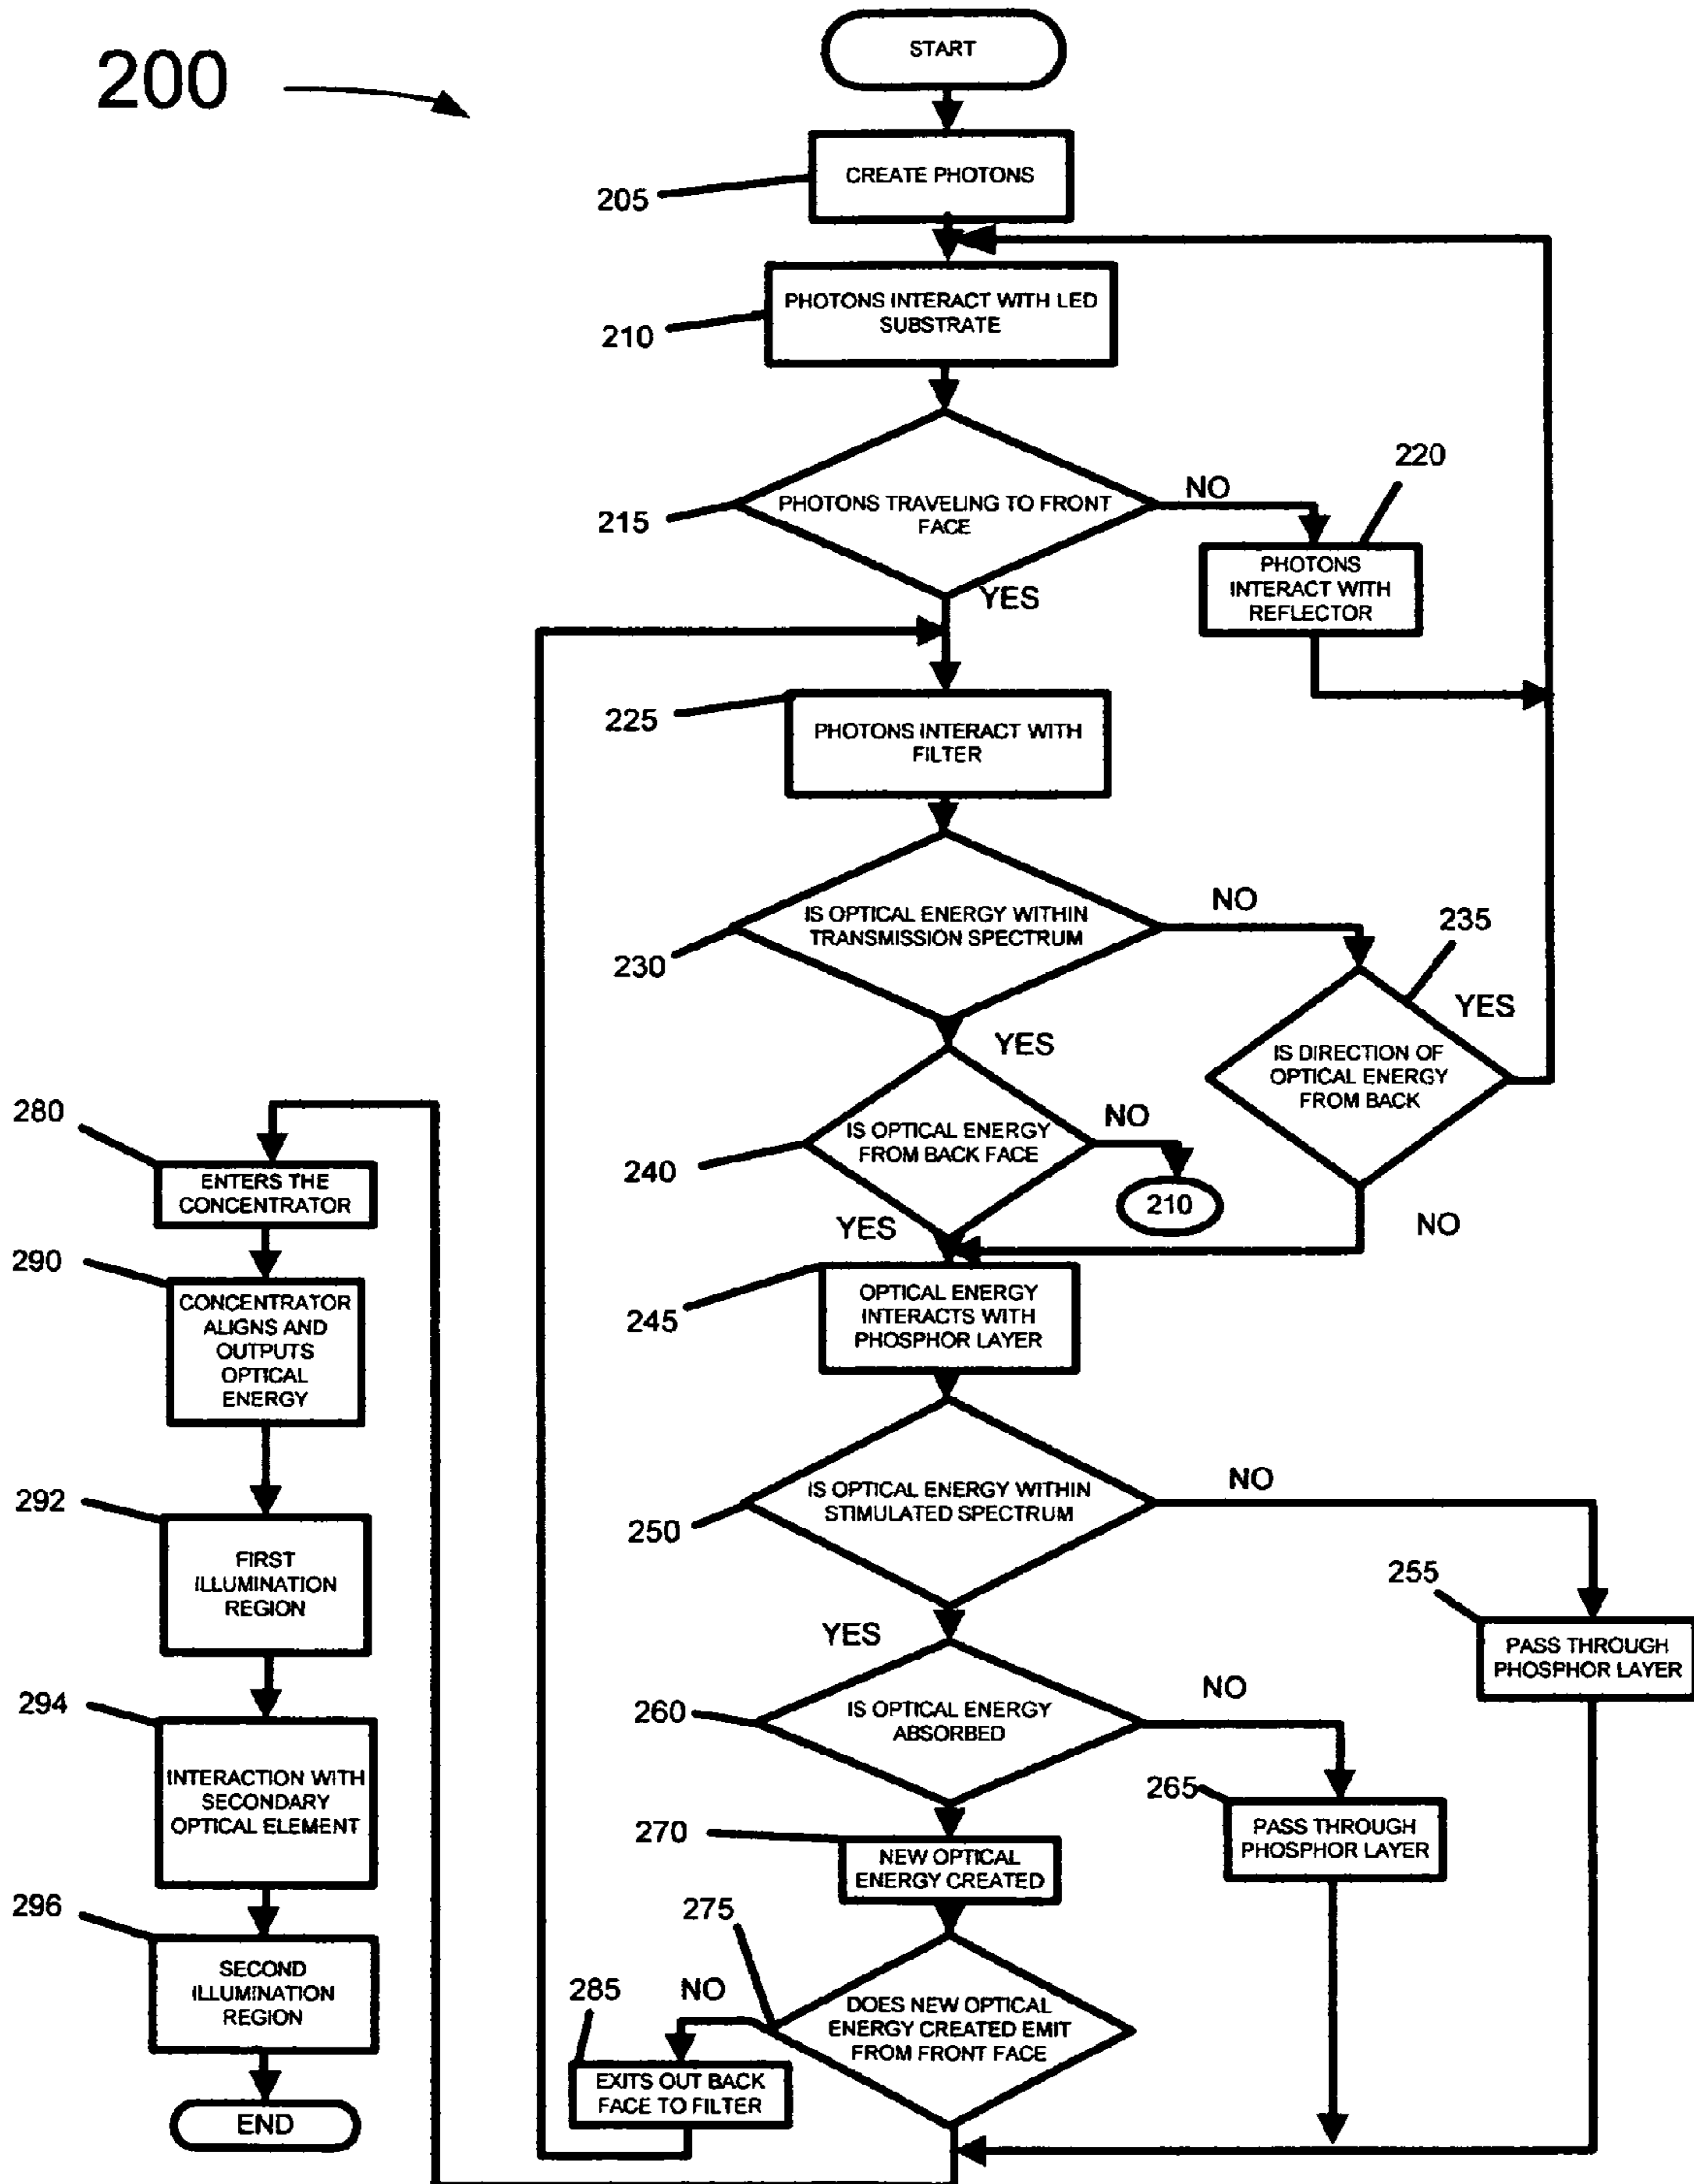 200
START
CREATE PHOTONS
205
PHOTONS INTERACT WITH LED
SUBSTRATE
210
PHOTONS TRAVELING TO FRONT
FACE
215
NO
220
PHOTONS
INTERACT WITH
REFLECTOR
YES
225
PHOTONS INTERACT WITH
FILTER
IS OPTICAL ENERGY WITHIN
TRANSMISSION SPECTRUM
230
NO
235
YES
IS DIRECTION OF
OPTICAL ENERGY
FROM BACK
YES
IS OPTICAL ENERGY
FROM BACK FACE
240
NO
210
YES
NO
245
OPTICAL ENERGY
INTERACTS WITH
PHOSPHOR LAYER
IS OPTICAL ENERGY WITHIN
STIMULATED SPECTRUM
250
NO
255
PASS THROUGH
PHOSPHOR LAYER
YES
IS OPTICAL ENERGY
ABSORBED
260
NO
265
PASS THROUGH
PHOSPHOR LAYER
270
NEW OPTICAL
ENERGY CREATED
275
DOES NEW OPTICAL
ENERGY CREATED EMIT
FROM FRONT FACE
NO
285
EXITS OUT BACK
FACE TO FILTER
280
ENTERS THE
CONCENTRATOR
290
CONCENTRATOR
ALIGNS AND
OUTPUTS
OPTICAL
ENERGY
292
FIRST
ILLUMINATION
REGION
294
INTERACTION WITH
SECONDARY
OPTICAL ELEMENT
296
SECOND
ILLUMINATION
REGION
END